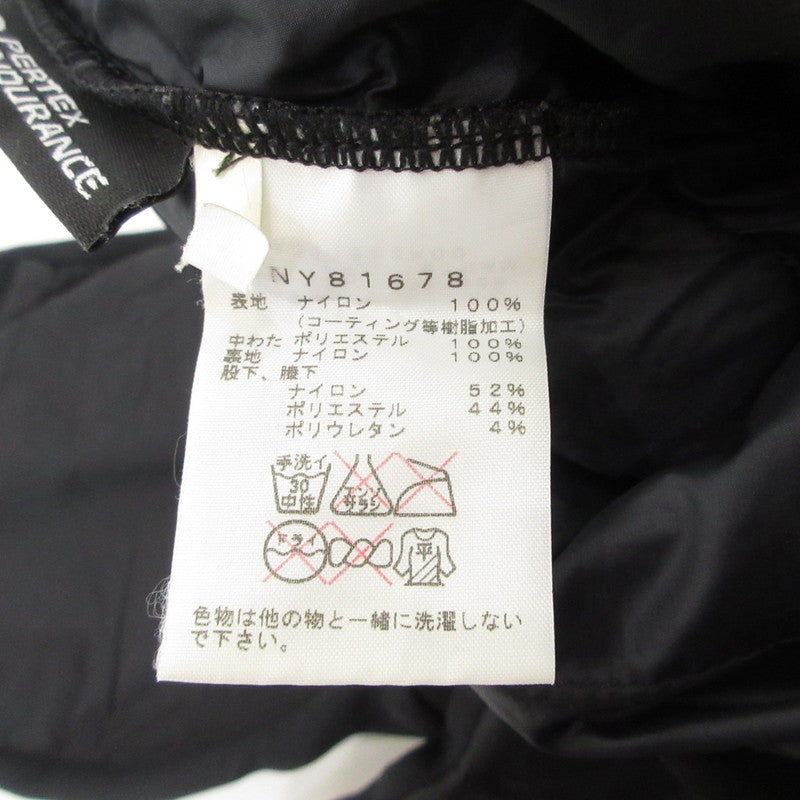 PERTEX
NY81678
表地 ナイロン 100%
(コーティング等樹脂加工)
中わた ポリエステル 100%
裏地 ナイロン 100%
股下、膝下
ナイロン 52%
ポリエステル 44%
ポリウレタン 4%
手洗イ
30
中性
エンソ
サラシ
ドライ
平
色物は他の物と一緒に洗濯しない
で下さい。